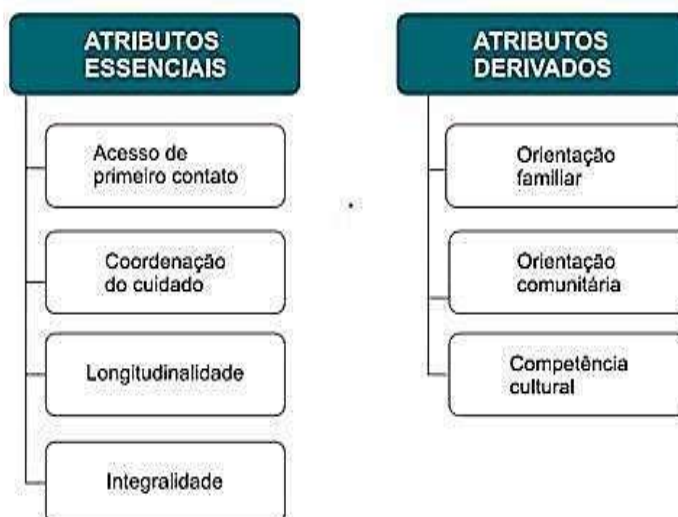 ATRIBUTOS
ESSENCIAIS
Acesso de
primeiro contato
Coordenação
do cuidado
Longitudinalidade
Integralidade
ATRIBUTOS
DERIVADOS
Orientação
familiar
Orientação
comunitária
Competência
cultural